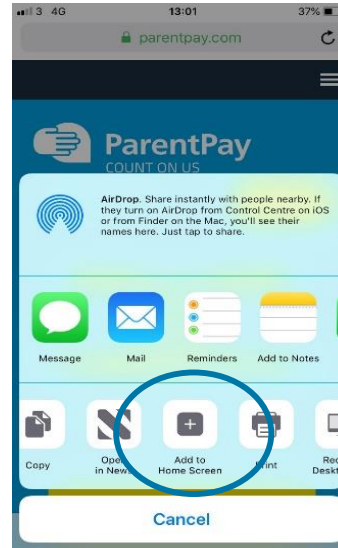 3 4G 13:01 37%
parentpay.com
ParentPay
COUNT ON US
AirDrop. Share instantly with people nearby. If
they turn on AirDrop from Control Centre on iOS
or from Finder on the Mac, you'll see their
names here. Just tap to share.
Message Mail Reminders Add to Notes
Copy Open Add to Print Rec
in News Home Screen Deskt
Cancel